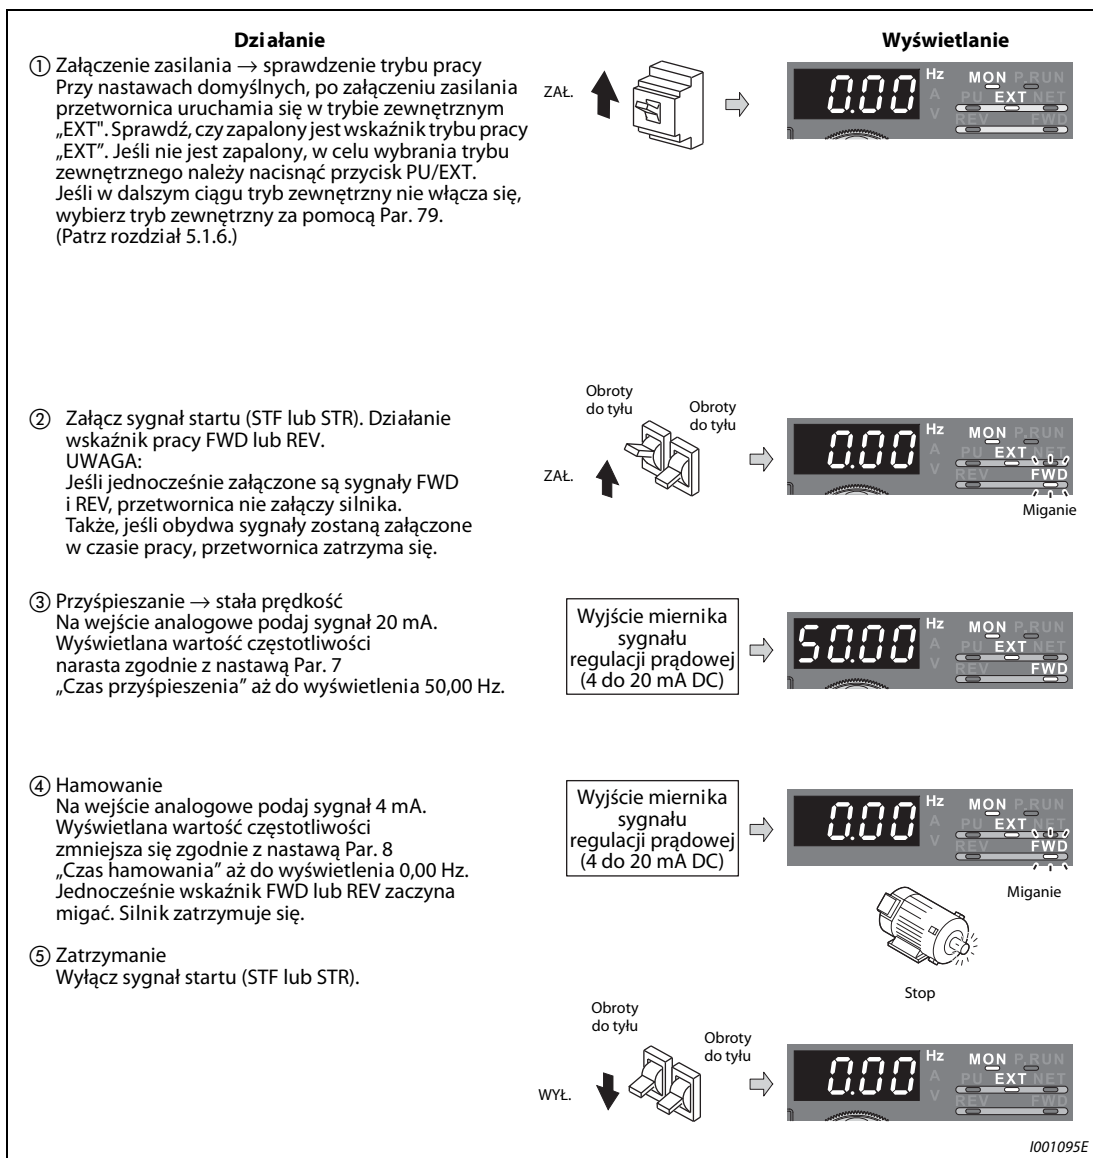 Działanie
Wyświetlanie
① Załączenie zasilania → sprawdzenie trybu pracy
Przy nastawach domyślnych, po załączeniu zasilania
przetwornica uruchamia się w trybie zewnętrznym
„EXT". Sprawdź, czy zapalony jest wskaźnik trybu pracy
„EXT”. Jeśli nie jest zapalony, w celu wybrania trybu
zewnętrznego należy nacisnąć przycisk PU/EXT.
Jeśli w dalszym ciągu tryb zewnętrzny nie włącza się,
wybierz tryb zewnętrzny za pomocą Par. 79.
(Patrz rozdział 5.1.6.)
ZAŁ.
0.00 Hz MON P.RUN
A PU EXT NET
V REV FWD
② Załącz sygnał startu (STF lub STR). Działanie
wskaźnik pracy FWD lub REV.
UWAGA:
Jeśli jednocześnie załączone są sygnały FWD
i REV, przetwornica nie załączy silnika.
Także, jeśli obydwa sygnały zostaną załączone
w czasie pracy, przetwornica zatrzyma się.
Obroty
do tyłu
Obroty
do tyłu
ZAŁ.
0.00 Hz MON P.RUN
A PU EXT NET
V REV FWD
Miganie
③ Przyśpieszanie → stała prędkość
Na wejście analogowe podaj sygnał 20 mA.
Wyświetlana wartość częstotliwości
narasta zgodnie z nastawą Par. 7
„Czas przyśpieszenia” aż do wyświetlenia 50,00 Hz.
Wyjście miernika
sygnału
regulacji prądowej
(4 do 20 mA DC)
50.00 Hz MON P.RUN
A PU EXT NET
V REV FWD
④ Hamowanie
Na wejście analogowe podaj sygnał 4 mA.
Wyświetlana wartość częstotliwości
zmniejsza się zgodnie z nastawą Par. 8
„Czas hamowania” aż do wyświetlenia 0,00 Hz.
Jednocześnie wskaźnik FWD lub REV zaczyna
migać. Silnik zatrzymuje się.
Wyjście miernika
sygnału
regulacji prądowej
(4 do 20 mA DC)
0.00 Hz MON P.RUN
A PU EXT NET
V REV FWD
Miganie
Stop
⑤ Zatrzymanie
Wyłącz sygnał startu (STF lub STR).
Obroty
do tyłu
Obroty
do tyłu
WYŁ.
0.00 Hz MON P.RUN
A PU EXT NET
V REV FWD
I001095E